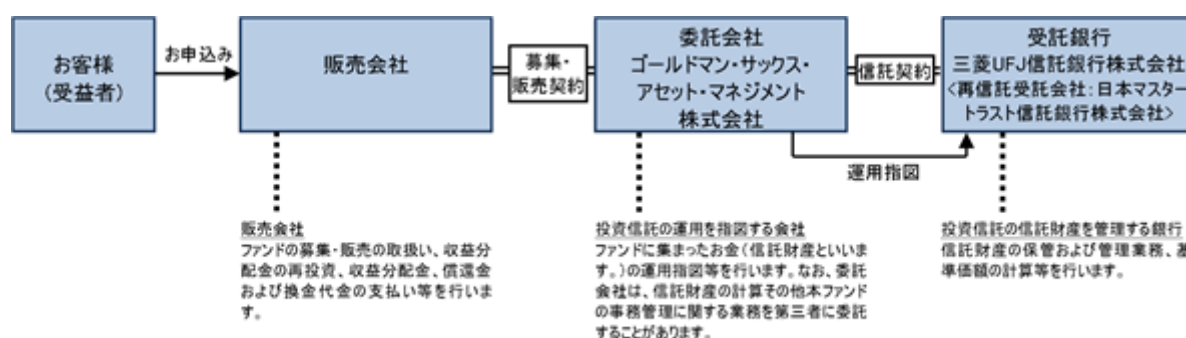 お客様
(受益者)
お申込み
販売会社
募集・
販売契約
委託会社
ゴールドマン・サックス・
アセット・マネジメント
株式会社
信託契約
受託銀行
三菱UFJ信託銀行株式会社
<再信託受託会社:日本マスター
トラスト信託銀行株式会社>
運用指図
販売会社
ファンドの募集・販売の取扱い、収益分
配金の再投資、収益分配金、償還金
および換金代金の支払い等を行いま
す。
投資信託の運用を指図する会社
ファンドに集まったお金(信託財産といいま
す。)の運用指図等を行います。なお、委託
会社は、信託財産の計算その他本ファンド
の事務管理に関する業務を第三者に委託
することがあります。
投資信託の信託財産を管理する銀行
信託財産の保管および管理業務、基
準価額の計算等を行います。